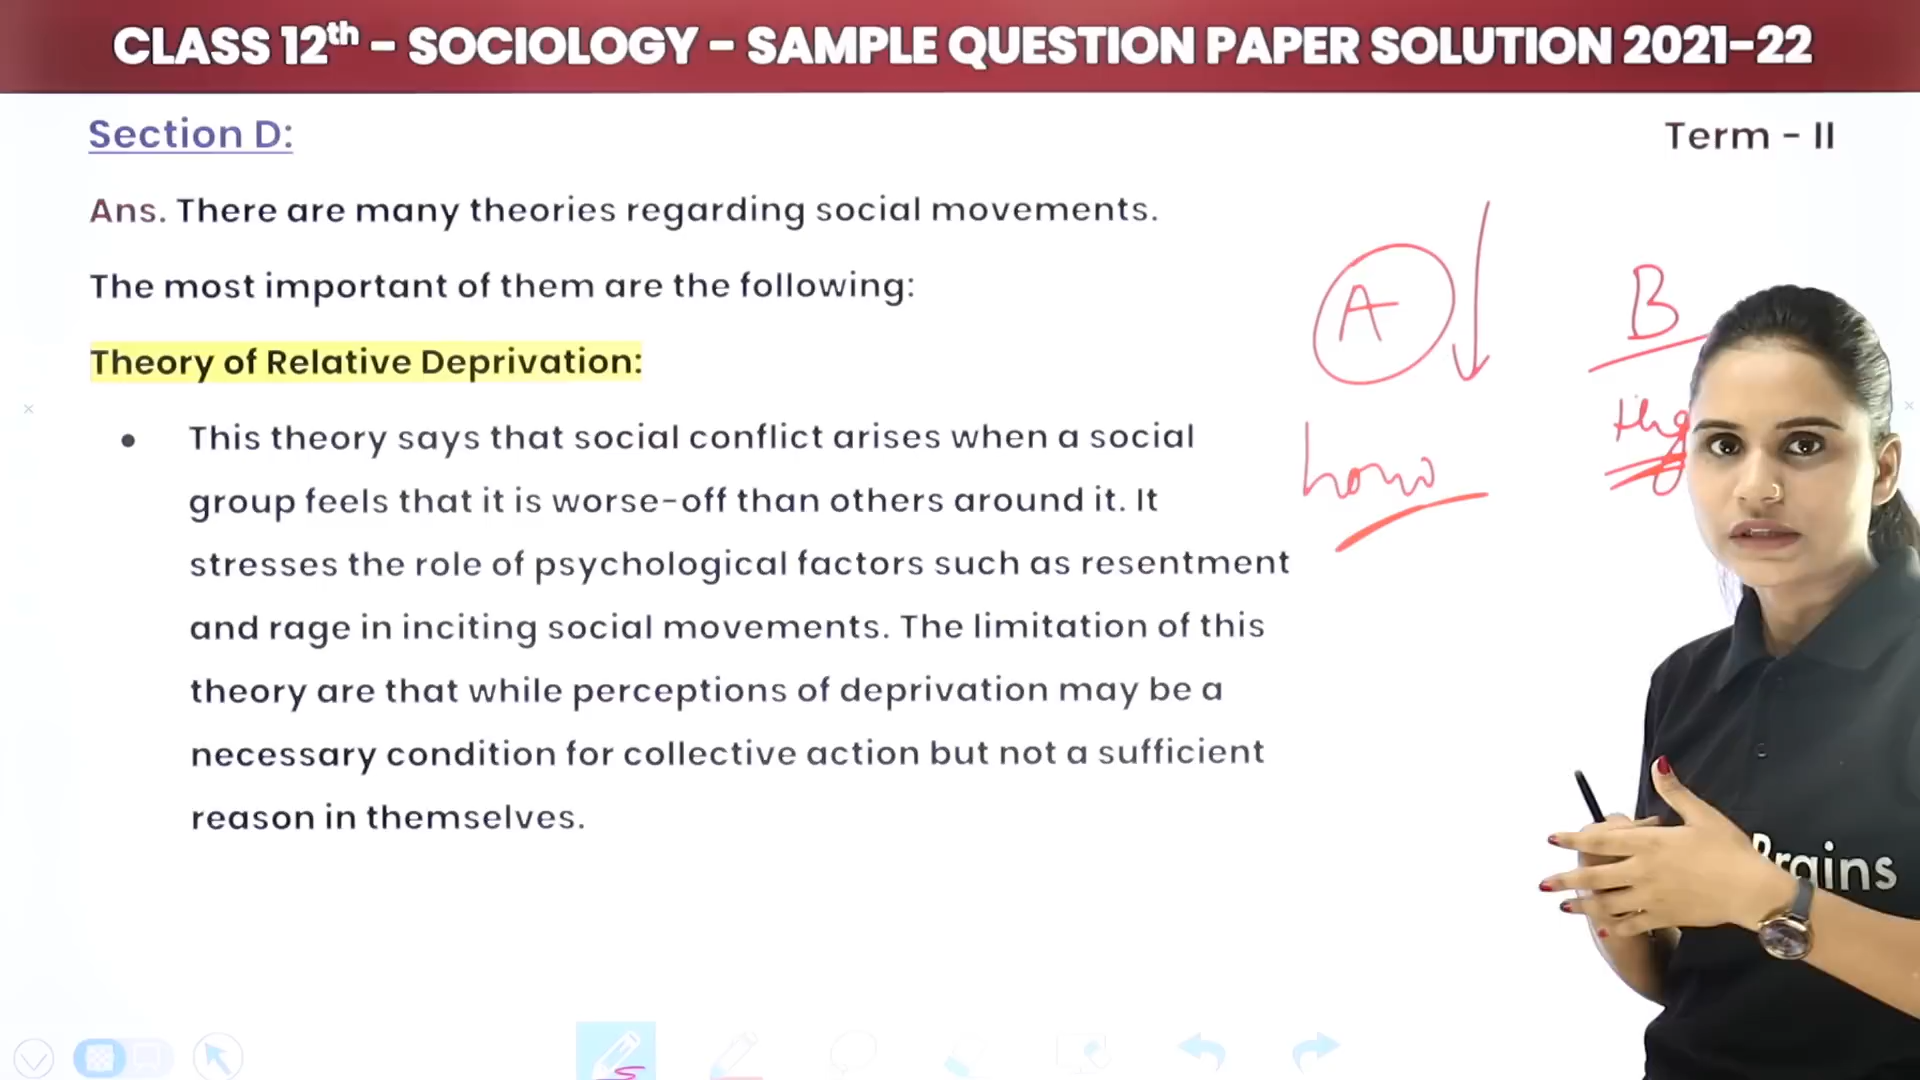 CLASS 12th – SOCIOLOGY – SAMPLE QUESTION PAPER SOLUTION 2021-22
Section D:
Term - II
Ans. There are many theories regarding social movements.
The most important of them are the following:
Theory of Relative Deprivation:
• This theory says that social conflict arises when a social
group feels that it is worse-off than others around it. It
stresses the role of psychological factors such as resentment
and rage in inciting social movements. The limitation of this
theory are that while perceptions of deprivation may be a
necessary condition for collective action but not a sufficient
reason in themselves.
A
B
Brains